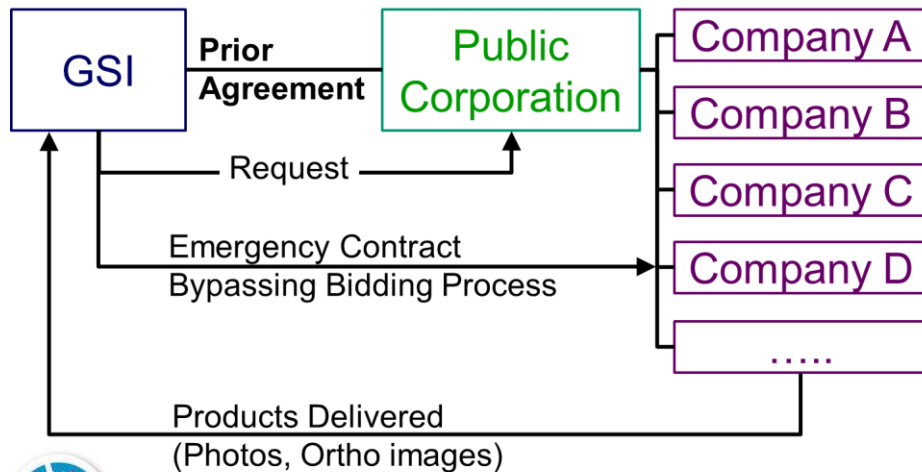 GSI
Prior
Agreement
Public
Corporation
Company A
Company B
Company C
Company D
.....
Request
Emergency Contract
Bypassing Bidding Process
Products Delivered
(Photos, Ortho images)